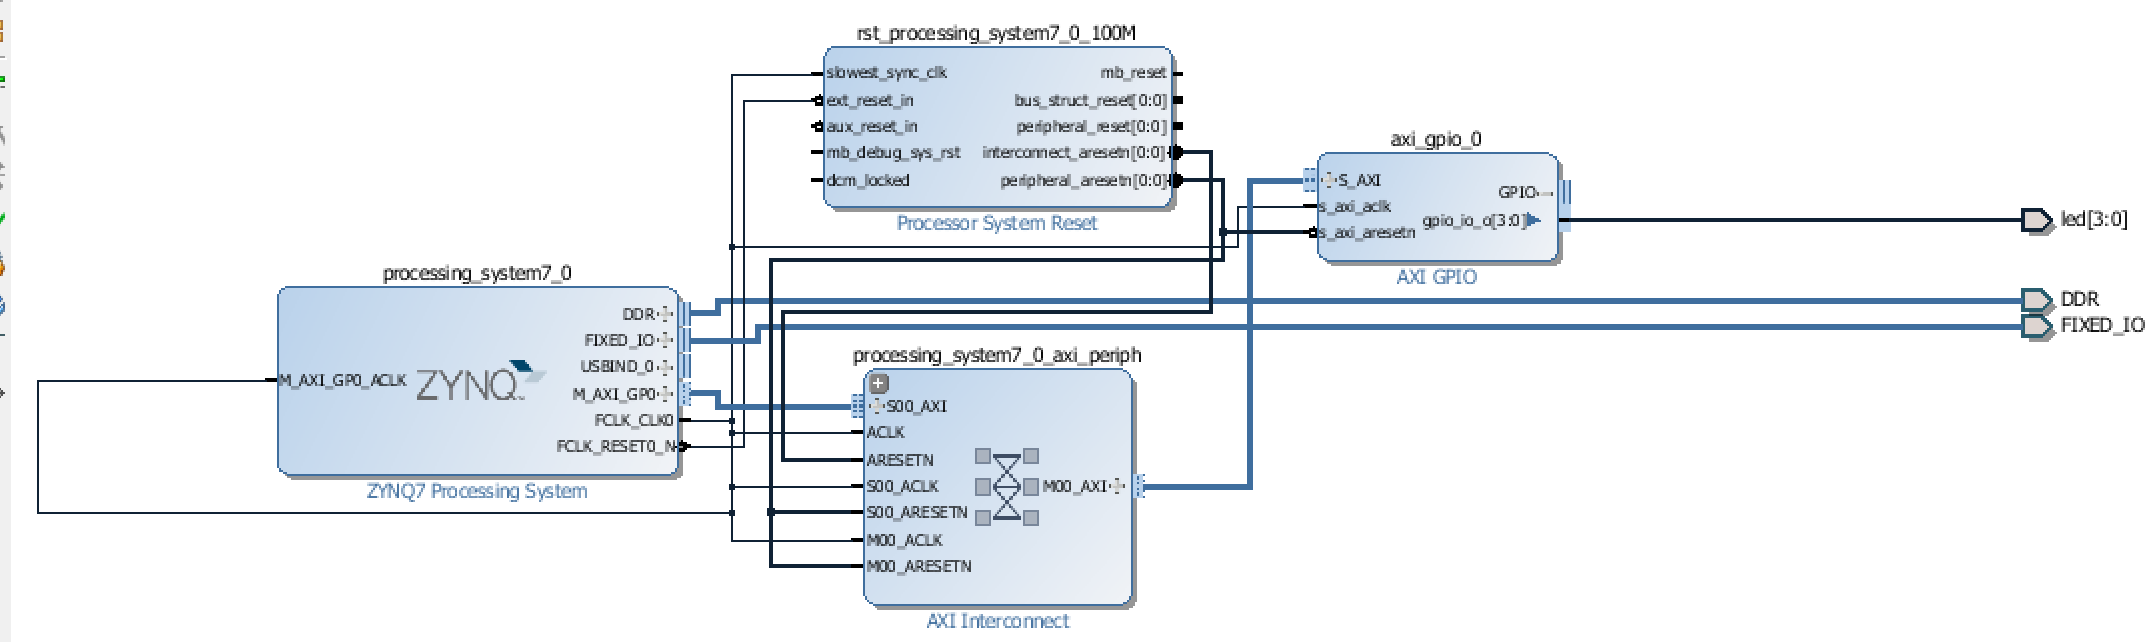 rst_processing_system7_0_100M
slowest_sync_clk
mb_reset
ext_reset_in
bus_struct_reset[0:0]
aux_reset_in
peripheral_reset[0:0]
mb_debug_sys_rst
interconnect_aresetn[0:0]
dcm_locked
peripheral_aresetn[0:0]
Processor System Reset
axi_gpio_0
S_AXI
GPIO
s_axi_aclk
gpio_io_o[3:0]
s_axi_aresetn
AXI GPIO
led[3:0]
DDR
FIXED_IO
processing_system7_0
DDR
FIXED_IO
USBIND_0
M_AXI_GP0_ACLK
ZYNQ
M_AXI_GP0
FCLK_CLK0
FCLK_RESET0_N
ZYNQ7 Processing System
processing_system7_0_axi_periph
S00_AXI
ACLK
ARESETN
S00_ACLK
M00_AXI
S00_ARESETN
M00_ACLK
M00_ARESETN
AXI Interconnect